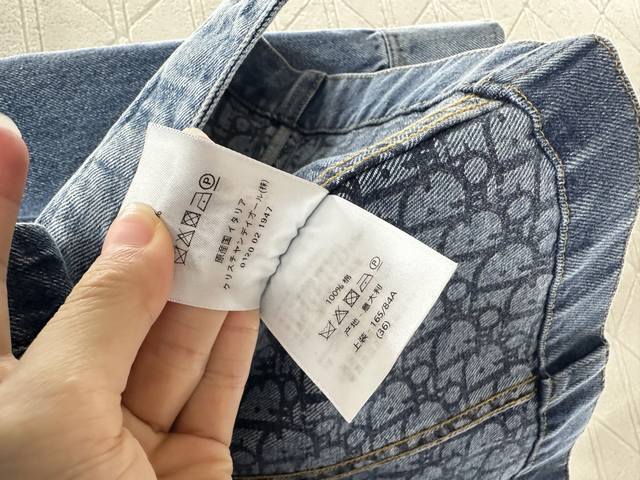 原産国 イタリア
クリスチャンディオール(株)
0120 02 1947
100% 棉
产地: 意大利
上装: 165/84A
(36)